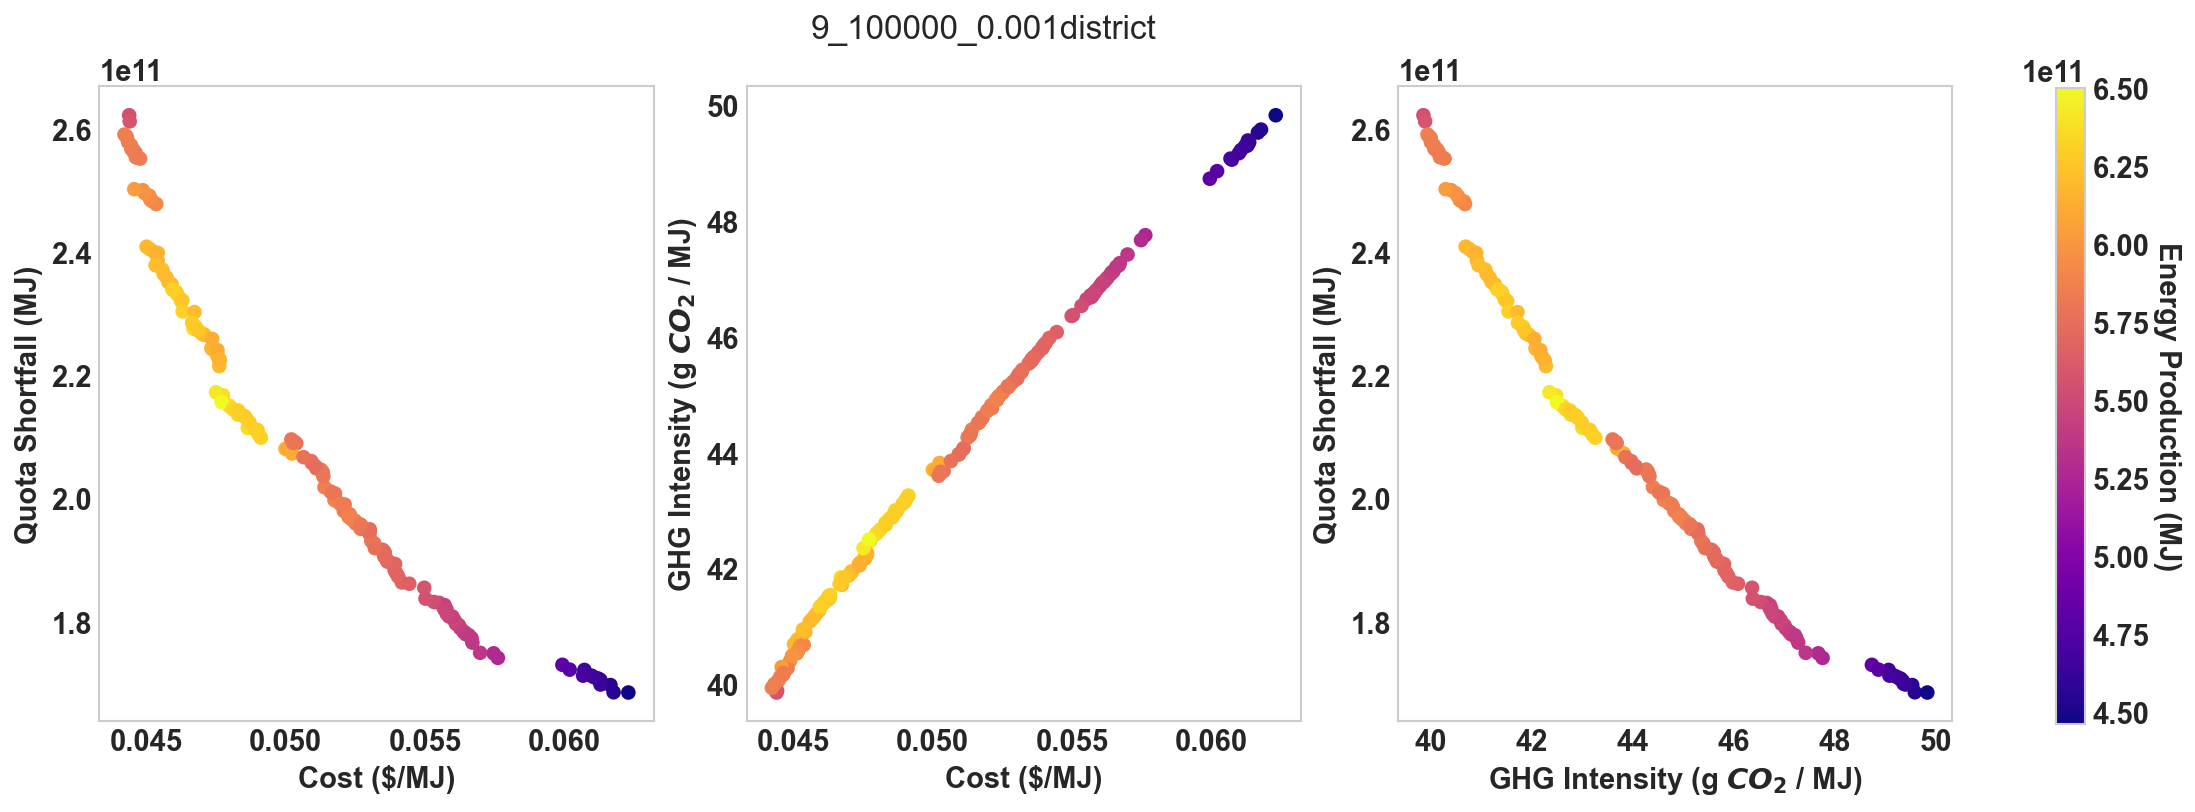 9_100000_0.001district
1e11
2.6
2.4
2.2
2.0
1.8
Quota Shortfall (MJ)
0.045 0.050 0.055 0.060
Cost ($/MJ)
50
48
46
44
42
40
GHG Intensity (g CO₂ / MJ)
0.045 0.050 0.055 0.060
Cost ($/MJ)
1e11
2.6
2.4
2.2
2.0
1.8
Quota Shortfall (MJ)
40 42 44 46 48 50
GHG Intensity (g CO₂ / MJ)
1e11
6.50
6.25
6.00
5.75
5.50
5.25
5.00
4.75
4.50
Energy Production (MJ)